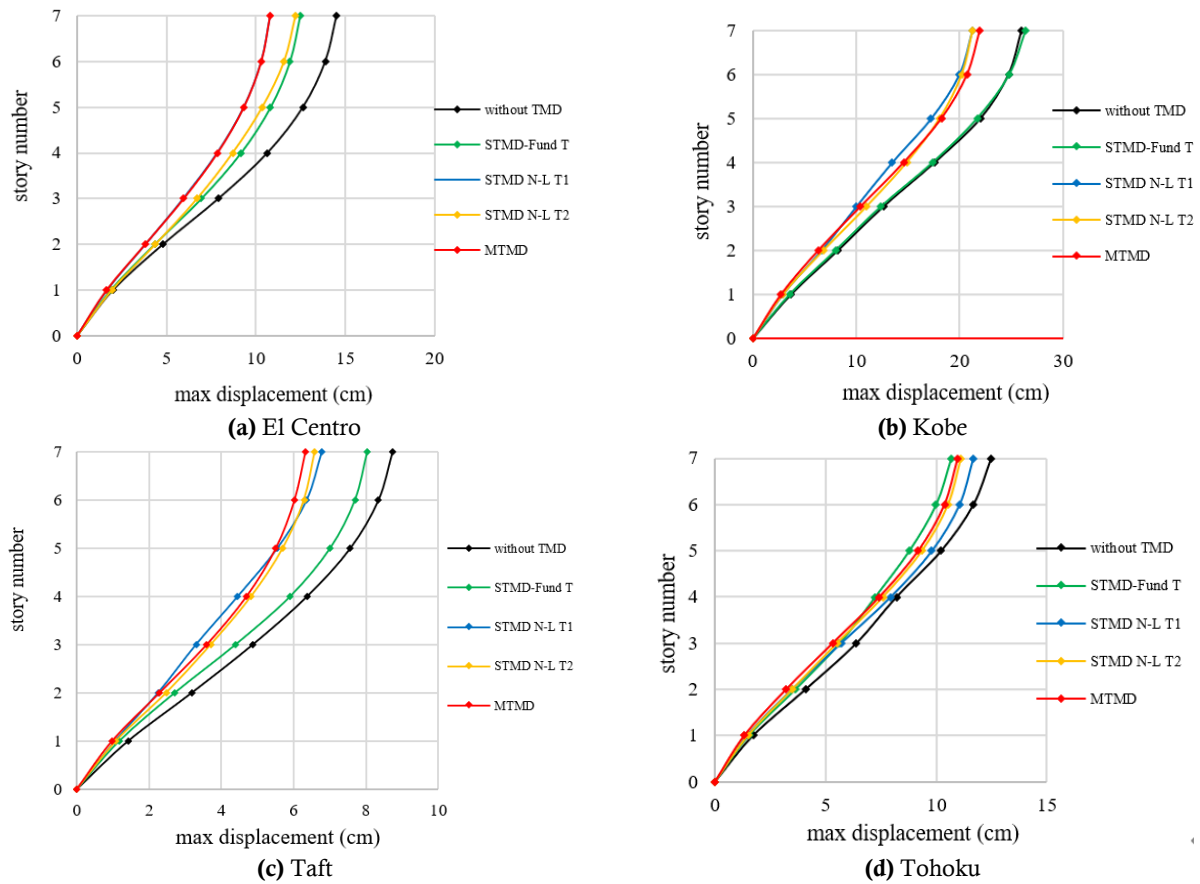 7
6
5
4
3
2
1
0
story number
0 5 10 15 20
max displacement (cm)
without TMD
STMD-Fund T
STMD N-L T1
STMD N-L T2
MTMD
(a) El Centro
7
6
5
4
3
2
1
0
story number
0 10 20 30
max displacement (cm)
without TMD
STMD-Fund T
STMD N-L T1
STMD N-L T2
MTMD
(b) Kobe
7
6
5
4
3
2
1
0
story number
0 2 4 6 8 10
max displacement (cm)
without TMD
STMD-Fund T
STMD N-L T1
STMD N-L T2
MTMD
(c) Taft
7
6
5
4
3
2
1
0
story number
0 5 10 15
max displacement (cm)
without TMD
STMD-Fund T
STMD N-L T1
STMD N-L T2
MTMD
(d) Tohoku